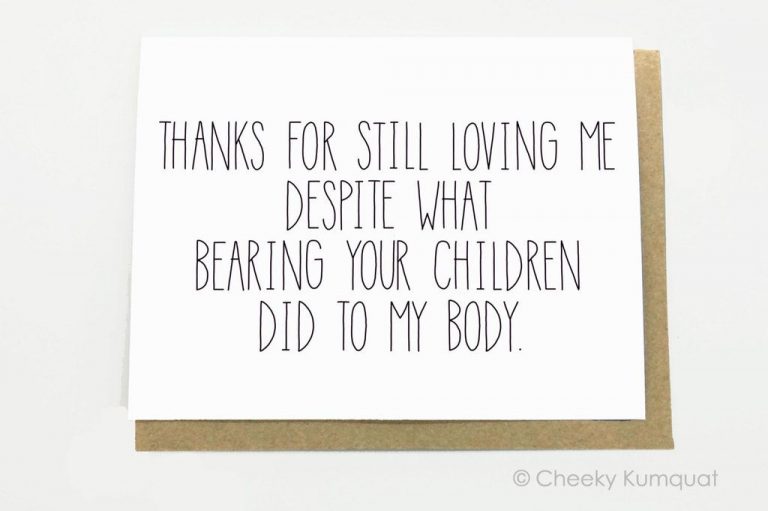 THANKS FOR STILL LOVING ME
DESPITE WHAT
BEARING YOUR CHILDREN
DID TO MY BODY.
© Cheeky Kumquat